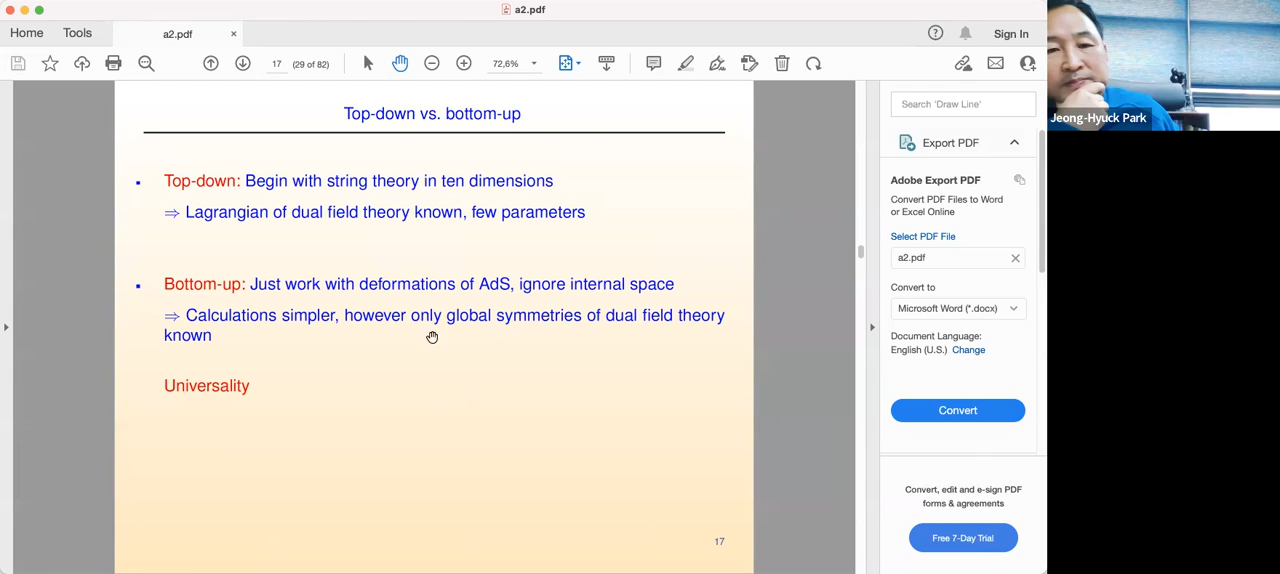 a2.pdf
Home
Tools
a2.pdf
×
Sign In
17
(29 of 82)
72,6%
Top-down vs. bottom-up
Top-down: Begin with string theory in ten dimensions
⇒ Lagrangian of dual field theory known, few parameters
Bottom-up: Just work with deformations of AdS, ignore internal space
⇒ Calculations simpler, however only global symmetries of dual field theory
known
Universality
17
Search 'Draw Line'
Export PDF
Adobe Export PDF
Convert PDF Files to Word
or Excel Online
Select PDF File
a2.pdf
Convert to
Microsoft Word (*.docx)
Document Language:
English (U.S.) Change
Convert
Convert, edit and e-sign PDF
forms & agreements
Free 7-Day Trial
Jeong-Hyuck Park